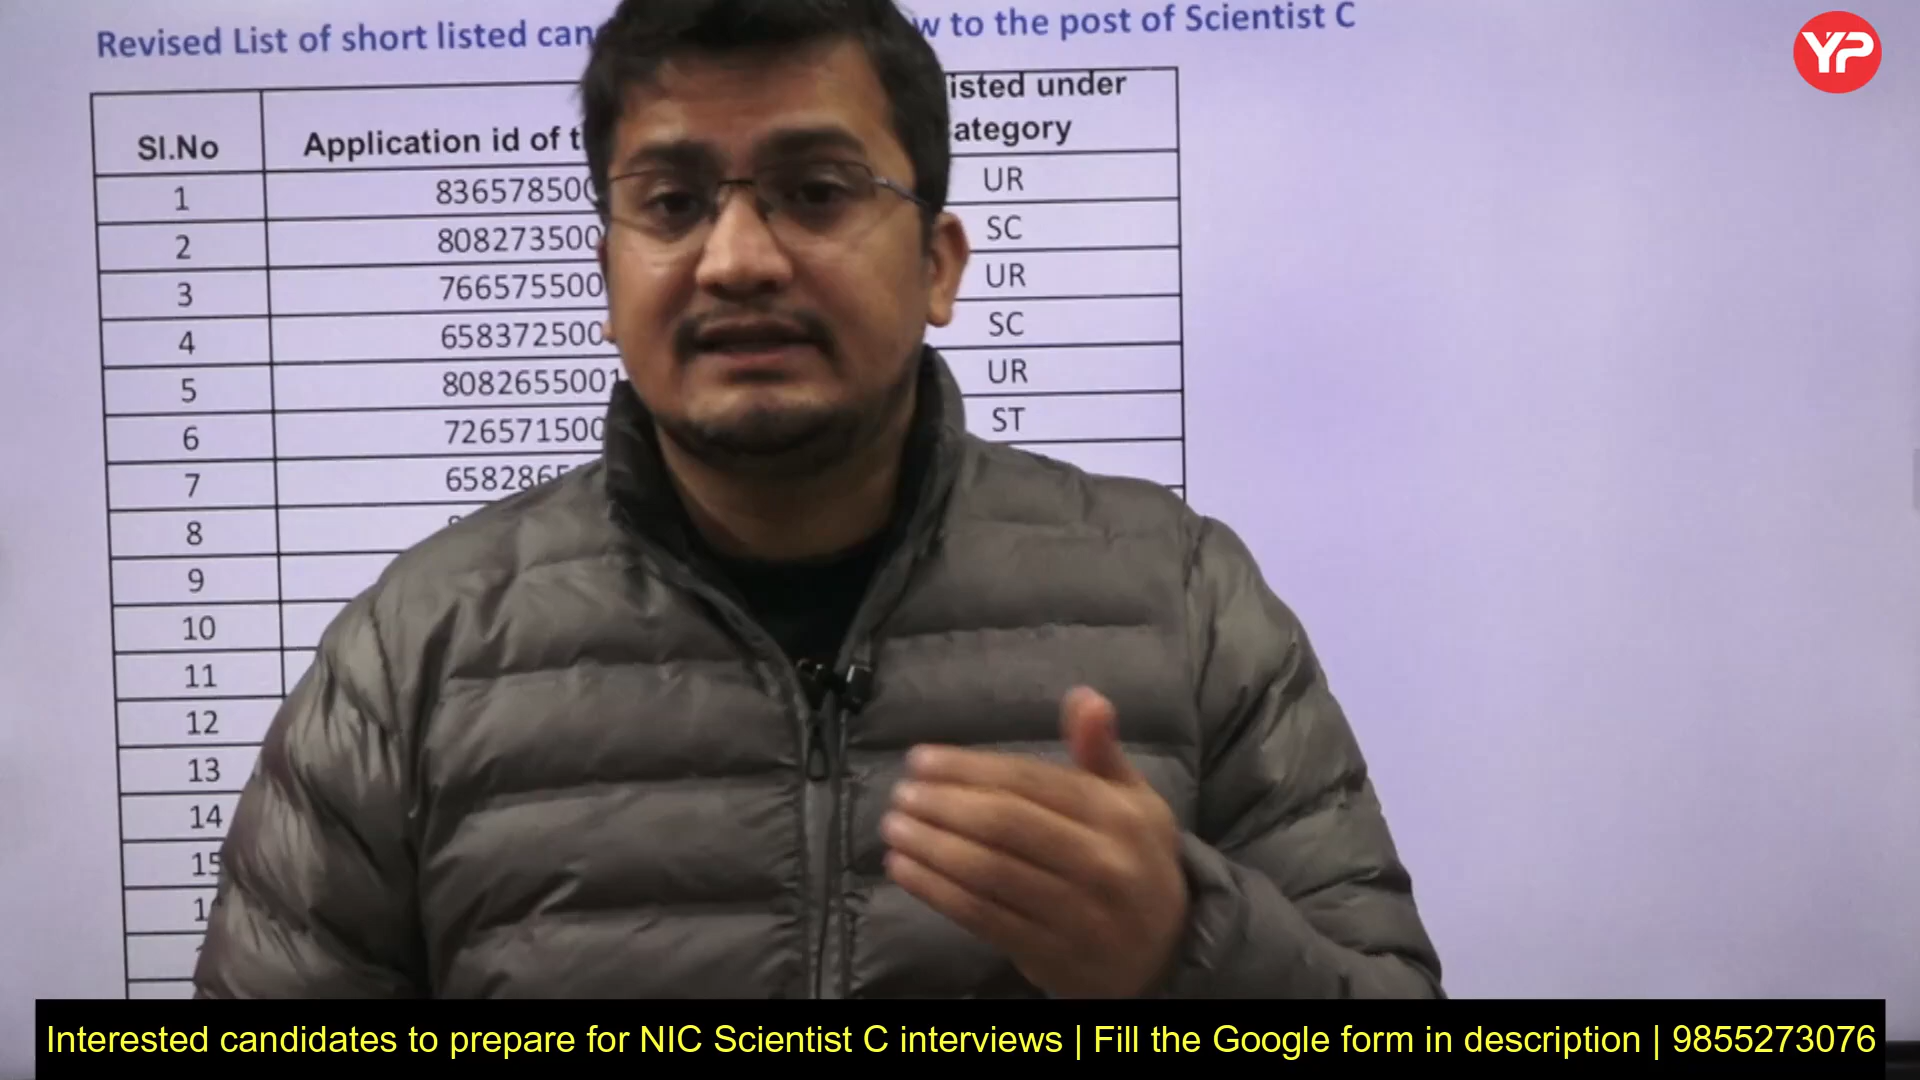 Revised List of short listed can w to the post of Scientist C
YP
isted under
Sl.No Application id of t ategory
1 83657850 UR
2 808273500 SC
3 766575500 UR
4 658372500 SC
5 8082655001 UR
6 726571500 ST
7 658286
8
9
10
11
12
13
14
15
Interested candidates to prepare for NIC Scientist C interviews | Fill the Google form in description | 9855273076